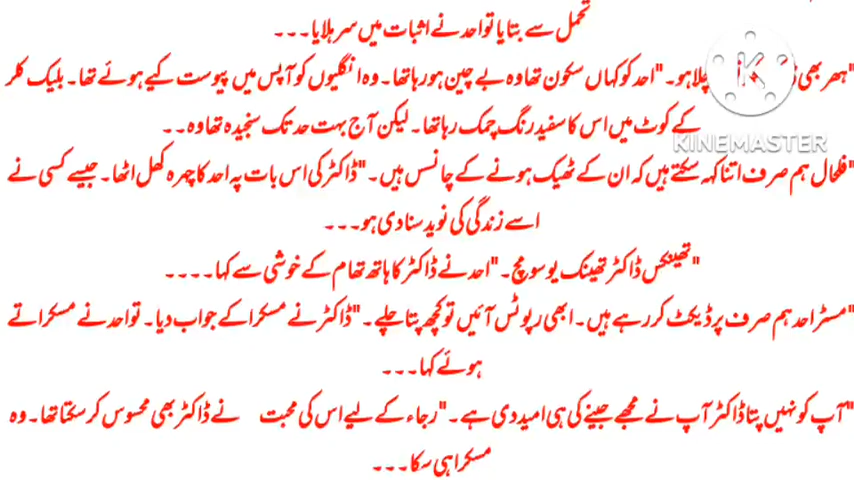 تحمل سے بتایا تو احد نے اثبات میں سر ہلایا۔۔۔
"پھر بھی چلا ہو۔" احد کو کہاں سکون تھا وہ بے چین ہو رہا تھا۔ وہ انگلیوں کو آپس میں پیوست کیے ہوئے تھا۔ بلیک کلر
کے کوٹ میں اس کا سفید رنگ چمک رہا تھا۔ لیکن آج بہت حد تک سنجیدہ تھا وہ۔۔
"فلحال ہم صرف اتنا کہہ سکتے ہیں کہ ان کے ٹھیک ہونے کے چانسس ہیں۔" ڈاکٹر کی اس بات پہ احد کا چہرہ کھل اٹھا۔ جیسے کسی نے
اسے زندگی کی نوید سنا دی ہو۔۔۔
"تھینکس ڈاکٹر تھینک یو سو مچ۔" احد نے ڈاکٹر کا ہاتھ تھام کے خوشی سے کہا۔۔۔۔
"مسٹر احد ہم صرف پرڈیکٹ کر رہے ہیں۔ ابھی رپوٹس آئیں تو کچھ پتا چلے۔" ڈاکٹر نے مسکرا کے جواب دیا۔ تو احد نے مسکراتے
ہوئے کہا۔۔۔
"آپ کو نہیں پتا ڈاکٹر آپ نے مجھے جینے کی ہی امید دی ہے۔" رجاء کے لیے اس کی محبت نے ڈاکٹر بھی محسوس کر سکتا تھا۔ وہ
مسکرا ہی سکا۔۔۔
KINEMASTER